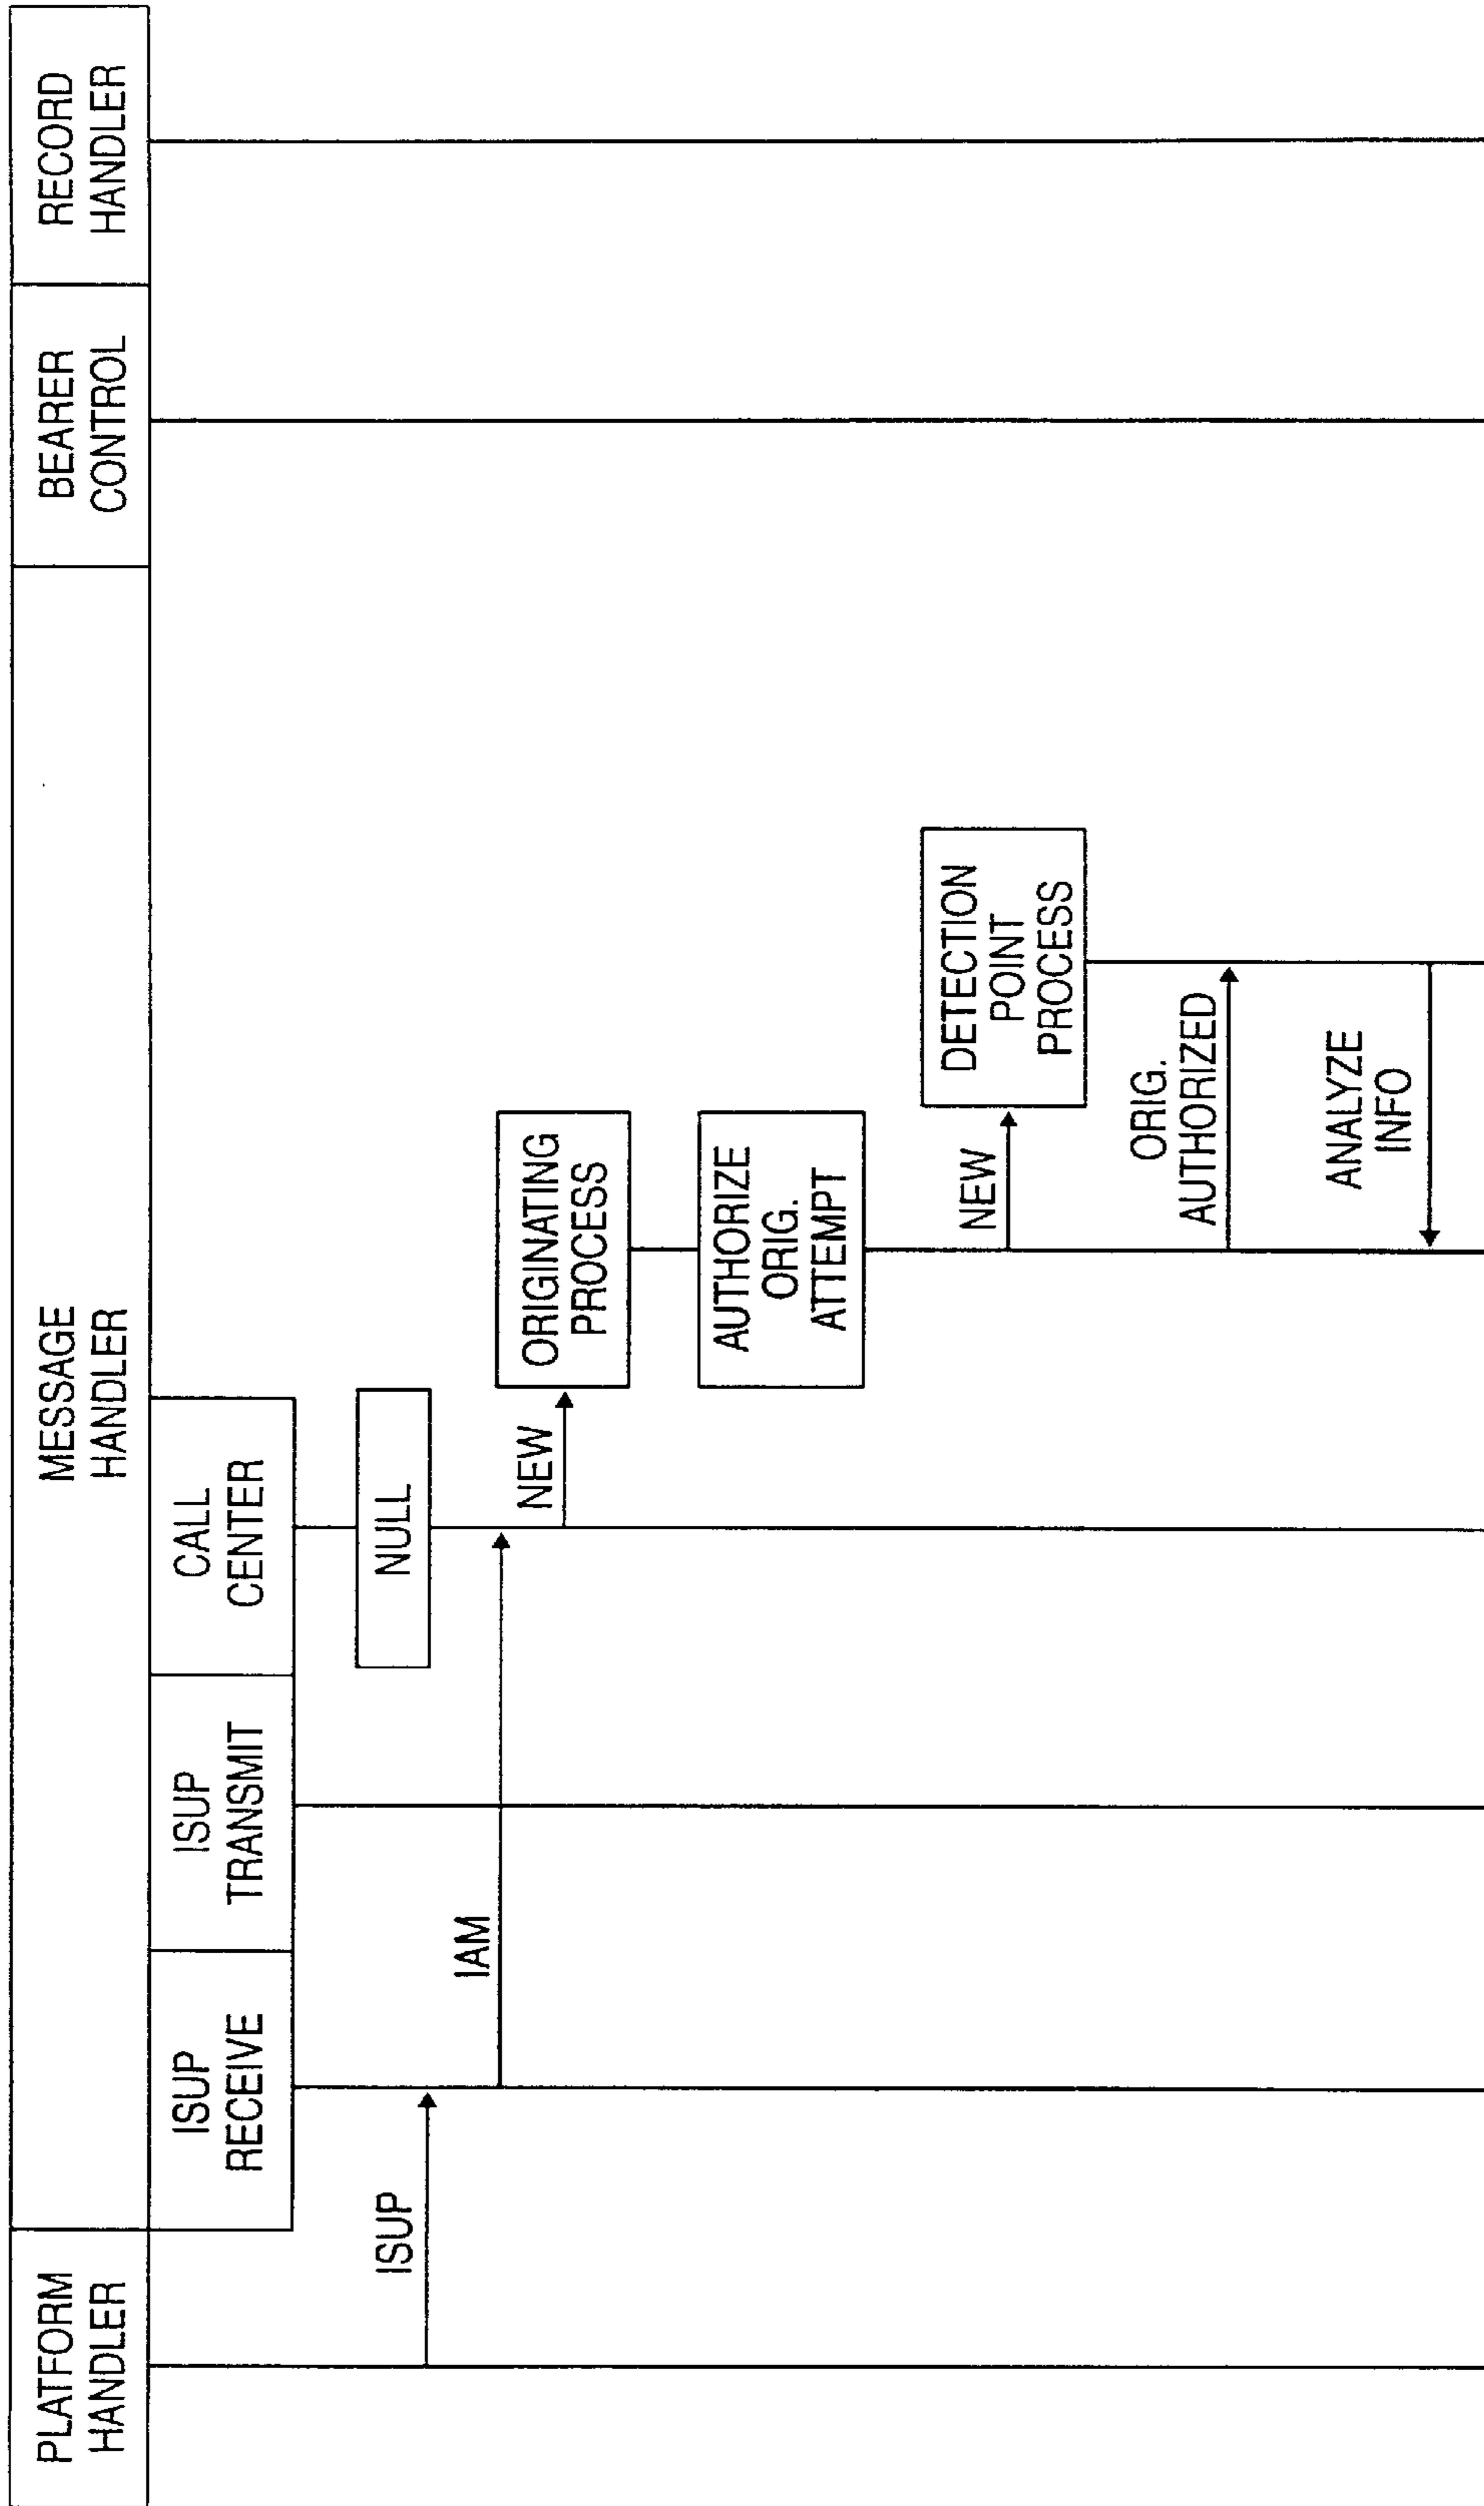 PLATFORM
HANDLER
MESSAGE
HANDLER
BEARER
CONTROL
RECORD
HANDLER
ISUP
RECEIVE
ISUP
TRANSMIT
CALL
CENTER
NULL
ISUP
IAM
NEW
ORIGINATING
PROCESS
AUTHORIZE
ORIG.
ATTEMPT
NEW
DETECTION
POINT
PROCESS
ORIG.
AUTHORIZED
ANALYZE
INFO